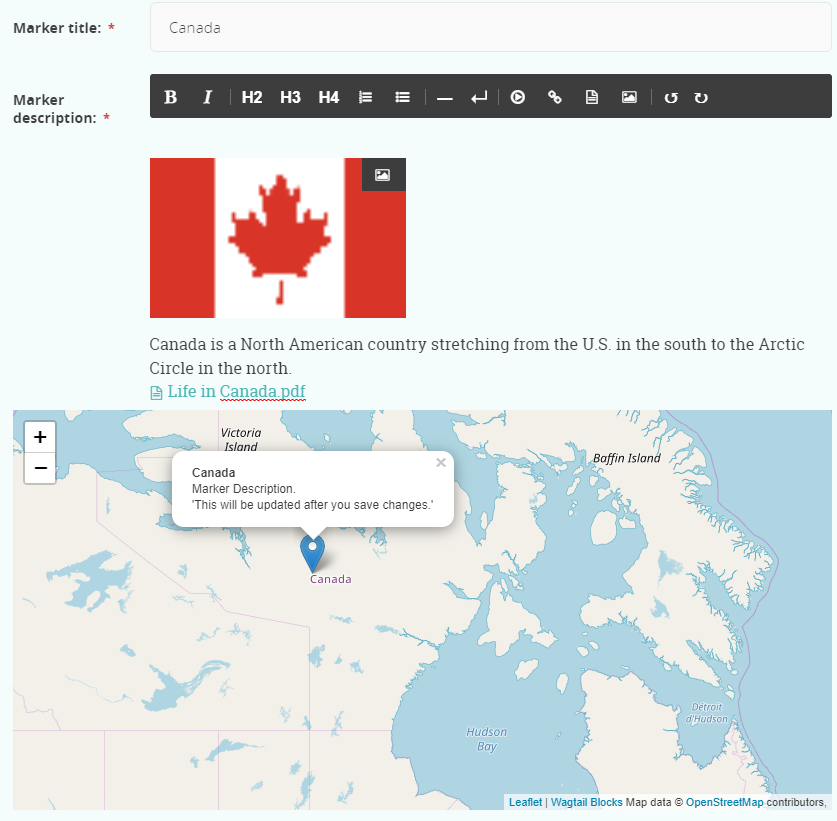 Marker title: *
Canada
Marker
description: *
B I H2 H3 H4
Canada is a North American country stretching from the U.S. in the south to the Arctic
Circle in the north.
Life in Canada.pdf
+
−
Victoria
Island
Baffin Island
×
Canada
Marker Description.
'This will be updated after you save changes.'
Canada
Détroit
d'Hudson
Hudson
Bay
Leaflet | Wagtail Blocks Map data © OpenStreetMap contributors,